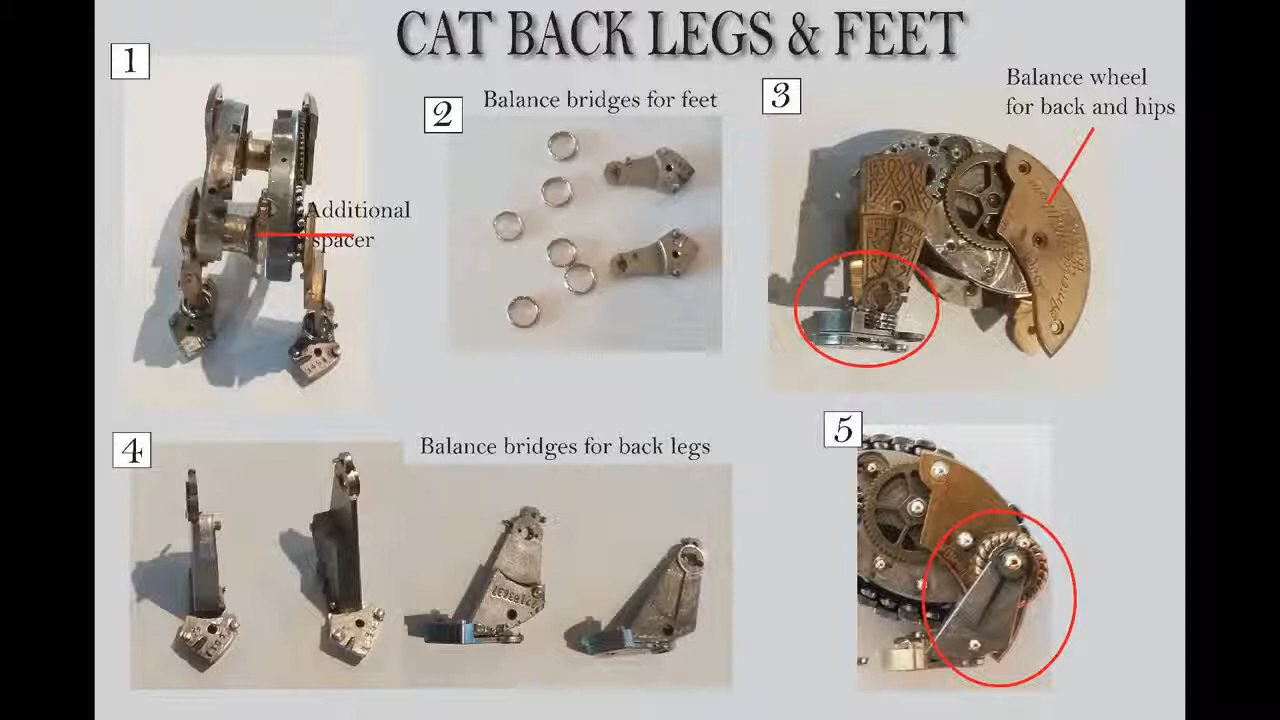 CAT BACK LEGS & FEET
1
Additional
spacer
2
Balance bridges for feet
3
Balance wheel
for back and hips
4
Balance bridges for back legs
5